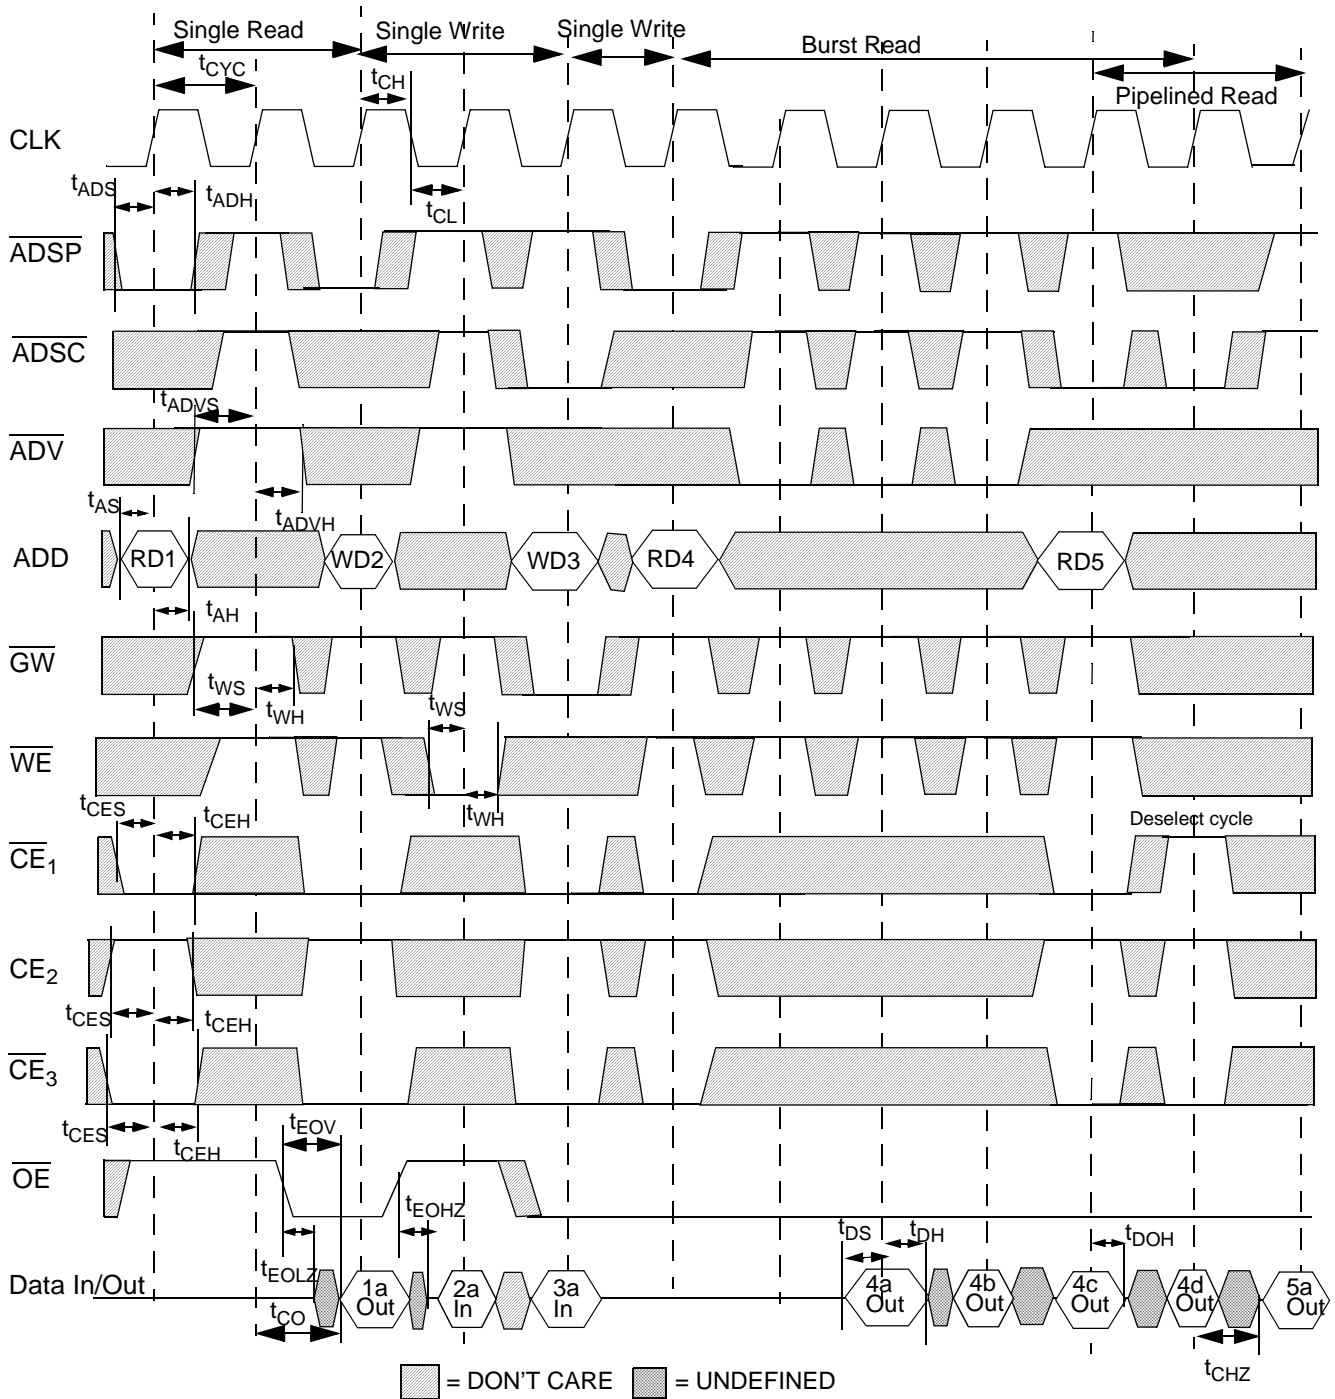 Single Read
Single Write
Single Write
Burst Read
tCYC
tCH
Pipelined Read
CLK
tADS
tADH
tCL
ADSP
ADSC
tADVS
ADV
tAS
tADVH
ADD
RD1
WD2
WD3
RD4
RD5
tAH
GW
tWS
tWH
tWS
WE
tCES
tCEH
tWH
Deselect cycle
CE1
CE2
tCES
tCEH
CE3
tCES
tCEH
tEOV
OE
tEOHZ
tDS
tDH
tDOH
tEOLZ
Data In/Out
1a
Out
2a
In
3a
In
4a
Out
4b
Out
4c
Out
4d
Out
5a
Out
tCO
tCHZ
= DON'T CARE
= UNDEFINED